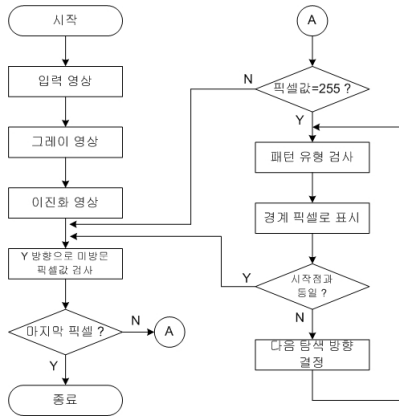 시작
입력 영상
그레이 영상
이진화 영상
Y 방향으로 미방문
픽셀값 검사
마지막 픽셀 ?
N
A
Y
종료
A
N
픽셀값=255 ?
Y
패턴 유형 검사
경계 픽셀로 표시
Y
시작점과
동일 ?
N
다음 탐색 방향
결정